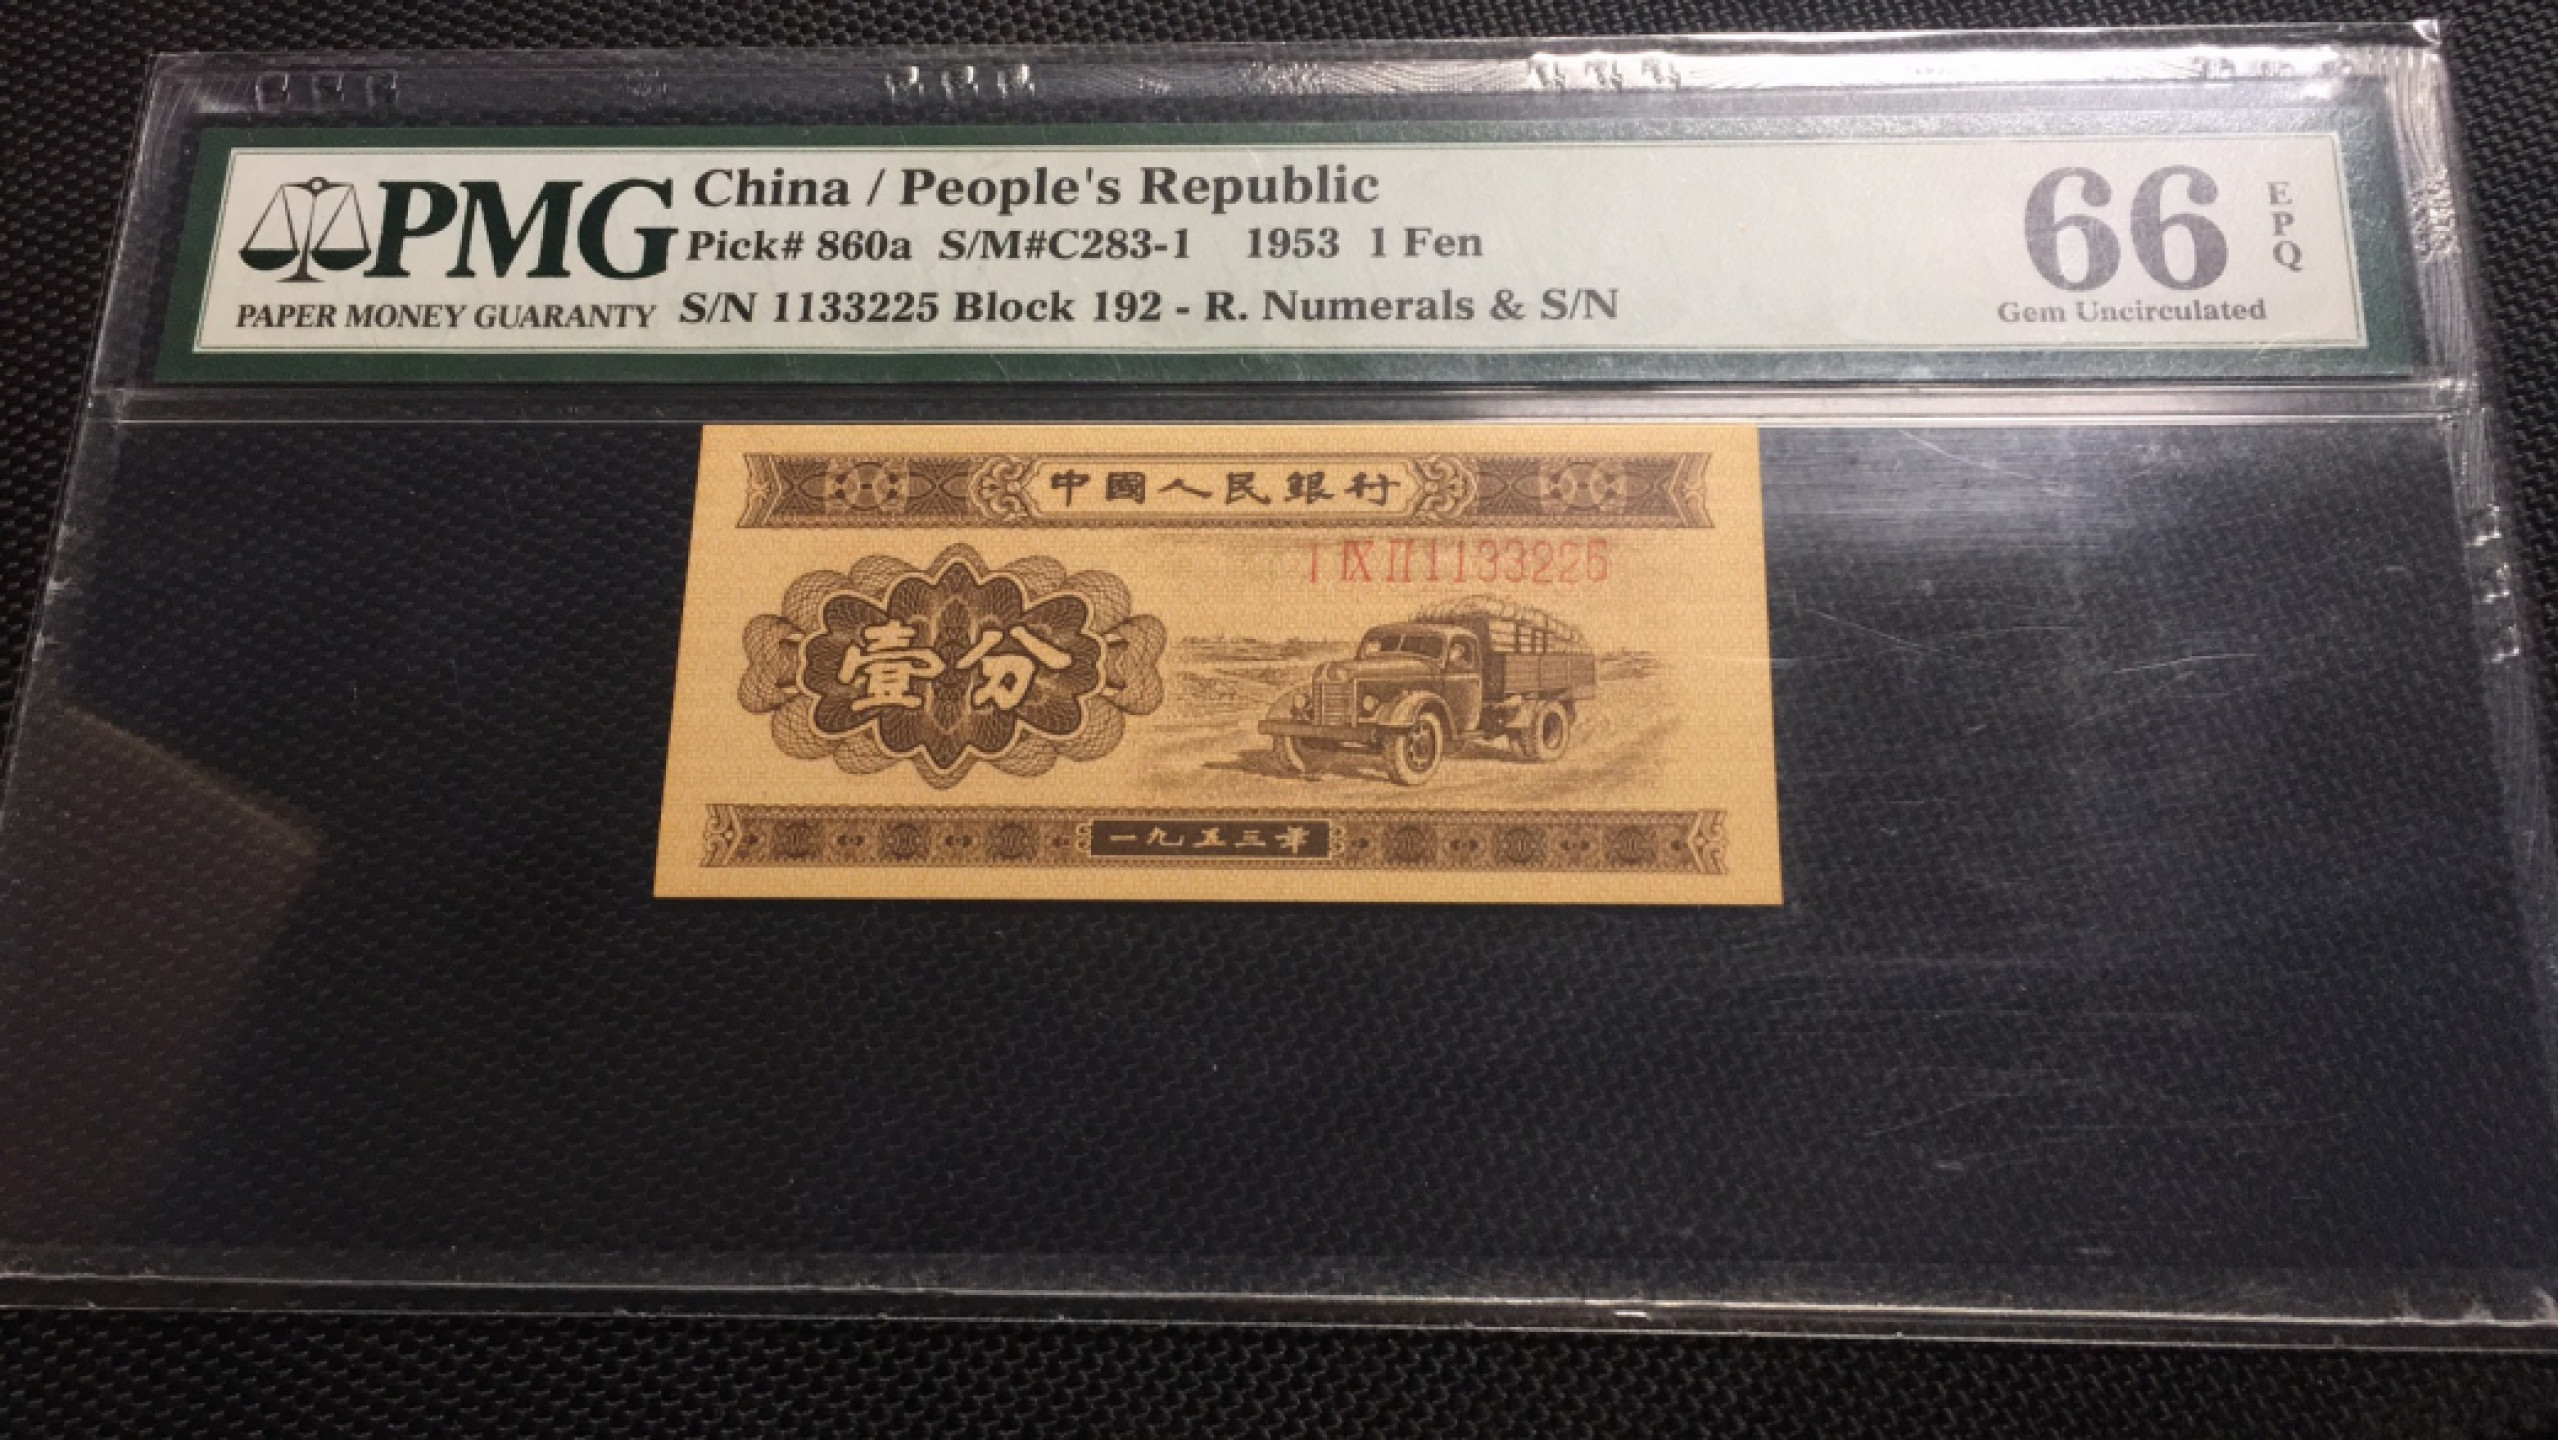 PMG
PAPER MONEY GUARANTY
China / People's Republic
Pick# 860a S/M#C283-1 1953 1 Fen
S/N 1133225 Block 192 - R. Numerals & S/N
66 EPQ
Gem Uncirculated
中國人民銀行
I IX II 1133225
壹分
一九五三年